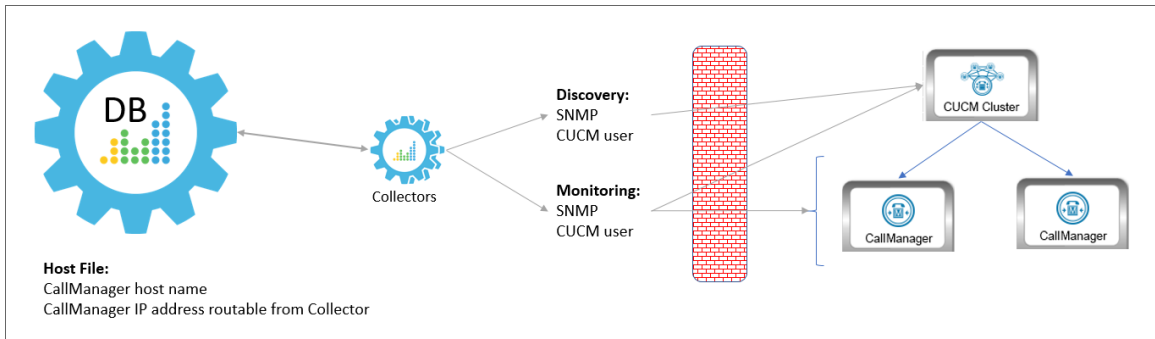 DB
Collectors
Discovery:
SNMP
CUCM user
Monitoring:
SNMP
CUCM user
CUCM Cluster
CallManager
CallManager
Host File:
CallManager host name
CallManager IP address routable from Collector